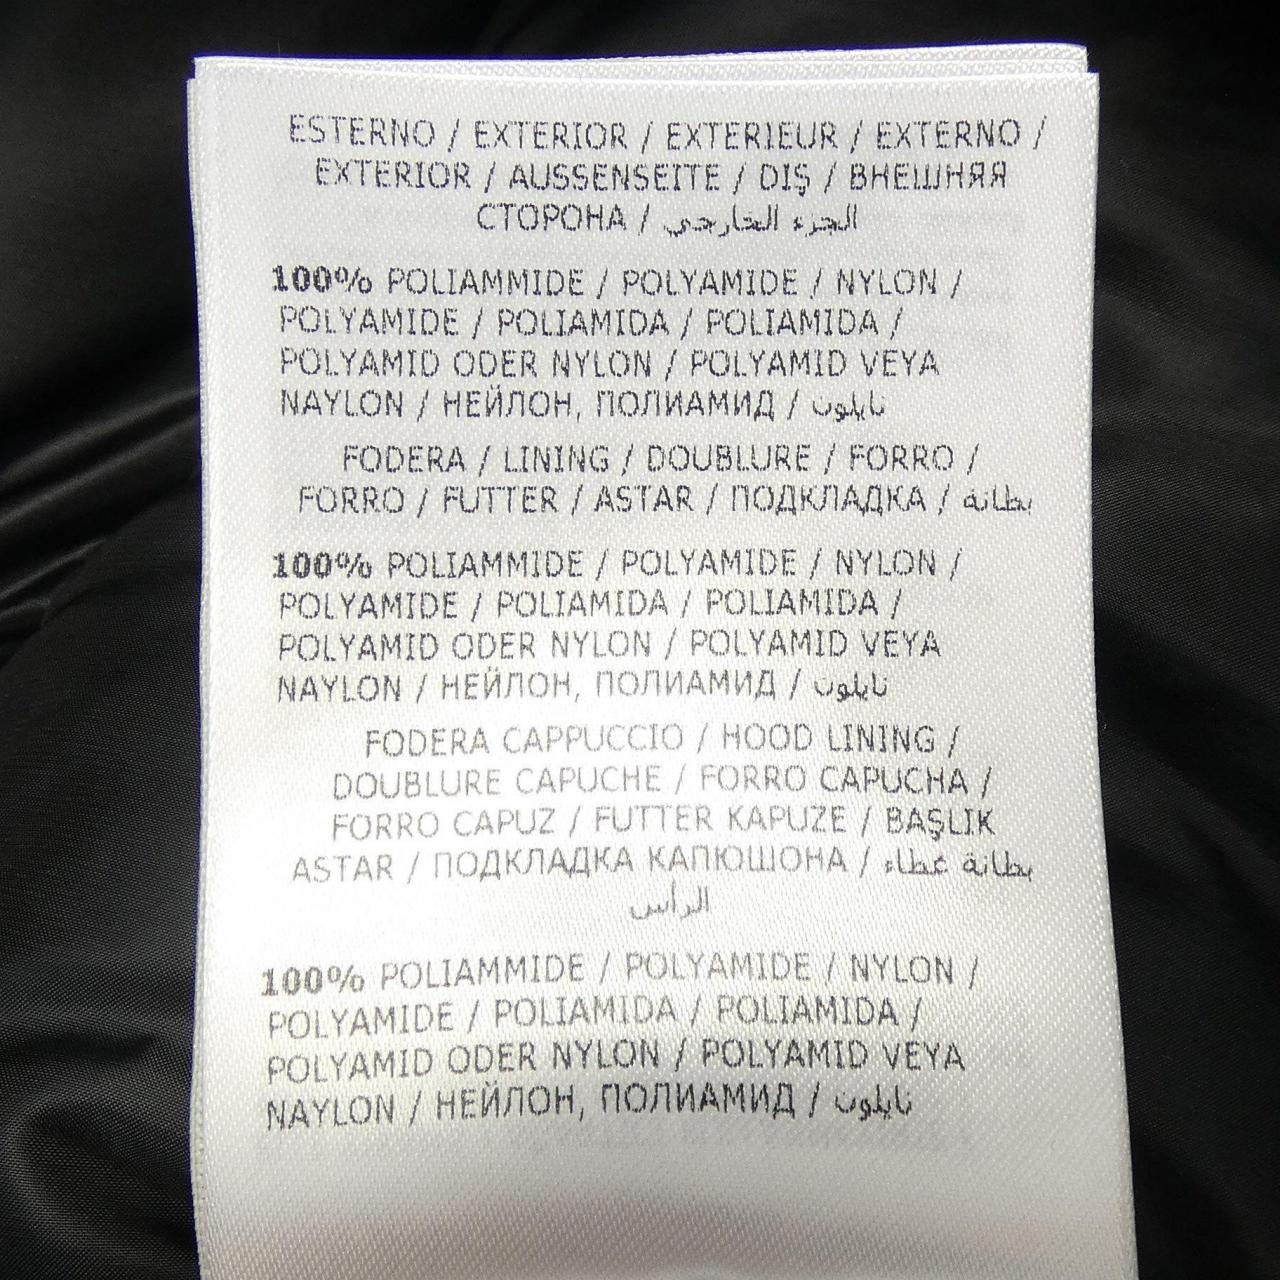 ESTERNO / EXTERIOR / EXTERIEUR / EXTERNO /
EXTERIOR / AUSSENSEITE / DIŞ / ВНЕШНЯЯ
СТОРОНА / الجزء الخارجي
100% POLIAMMIDE / POLYAMIDE / NYLON /
POLYAMIDE / POLIAMIDA / POLIAMIDA /
POLYAMID ODER NYLON / POLYAMID VEYA
NAYLON / НЕЙЛОН, ПОЛИАМИД / نايلون
FODERA / LINING / DOUBLURE / FORRO /
FORRO / FUTTER / ASTAR / ПОДКЛАДКА / بطانة
100% POLIAMMIDE / POLYAMIDE / NYLON /
POLYAMIDE / POLIAMIDA / POLIAMIDA /
POLYAMID ODER NYLON / POLYAMID VEYA
NAYLON / НЕЙЛОН, ПОЛИАМИД / نايلون
FODERA CAPPUCCIO / HOOD LINING /
DOUBLURE CAPUCHE / FORRO CAPUCHA /
FORRO CAPUZ / FUTTER KAPUZE / BAŞLIK
ASTAR / ПОДКЛАДКА КАПЮШОНА / بطانة غطاء
الرأس
100% POLIAMMIDE / POLYAMIDE / NYLON /
POLYAMIDE / POLIAMIDA / POLIAMIDA /
POLYAMID ODER NYLON / POLYAMID VEYA
NAYLON / НЕЙЛОН, ПОЛИАМИД / نايلون